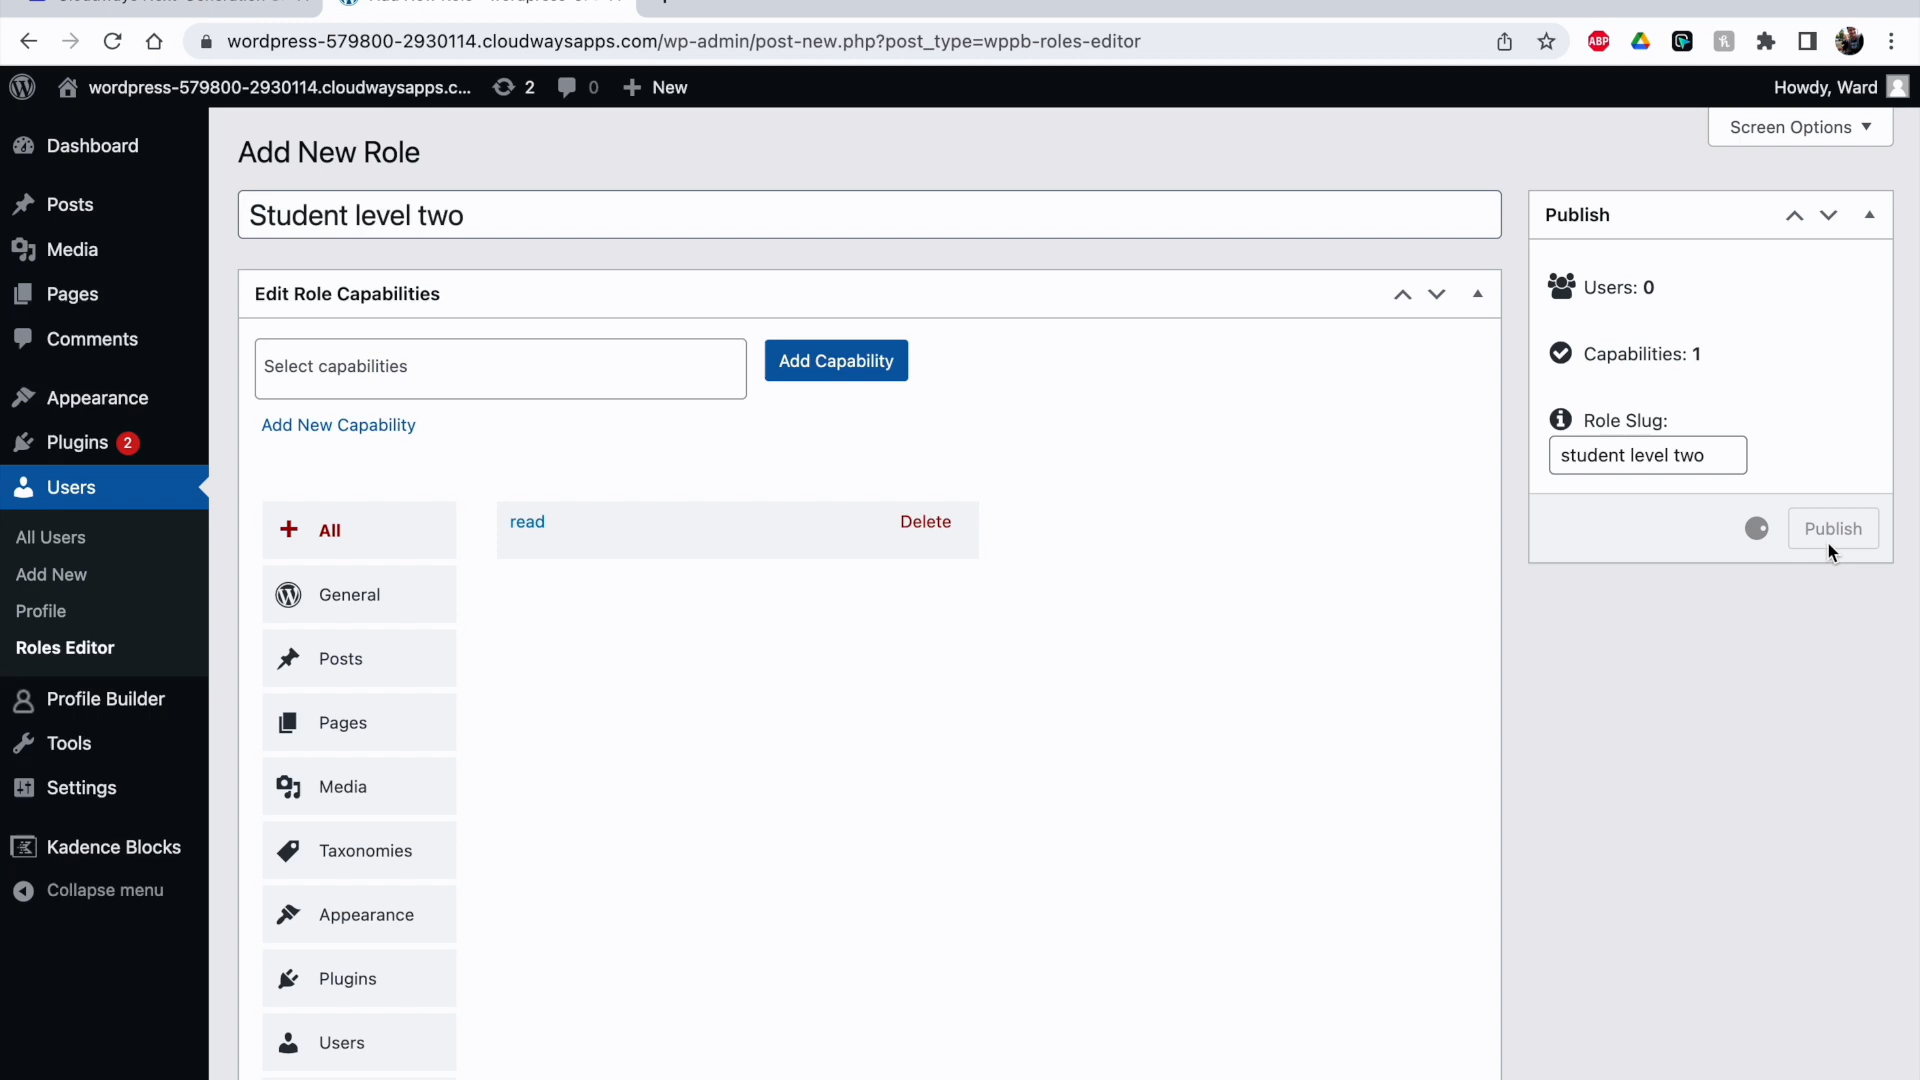 wordpress-579800-2930114.cloudwaysapps.com/wp-admin/post-new.php?post_type=wppb-roles-editor
ABP
wordpress-579800-2930114.cloudwaysapps.c...
2
0
New
Howdy, Ward
Dashboard
Posts
Media
Pages
Comments
Appearance
Plugins 2
Users
All Users
Add New
Profile
Roles Editor
Profile Builder
Tools
Settings
Kadence Blocks
Collapse menu
Screen Options
Add New Role
Student level two
Edit Role Capabilities
Select capabilities
Add Capability
Add New Capability
All
General
Posts
Pages
Media
Taxonomies
Appearance
Plugins
Users
read Delete
Publish
Users: 0
Capabilities: 1
Role Slug:
student level two
Publish